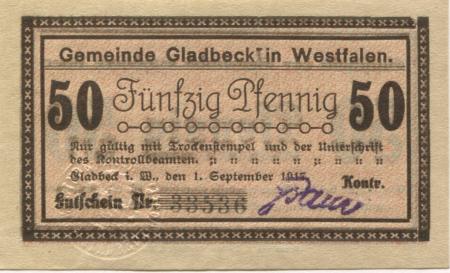 Gemeinde Gladbeck in Westfalen.
50 Fünfzig Pfennig 50
Nur gültig mit Trockenstempel und der Unterschrift
des Kontrollbeamten.
Gladbeck i. W., den 1. September 1917.
Kontr.
Gutschein Nr. 33536